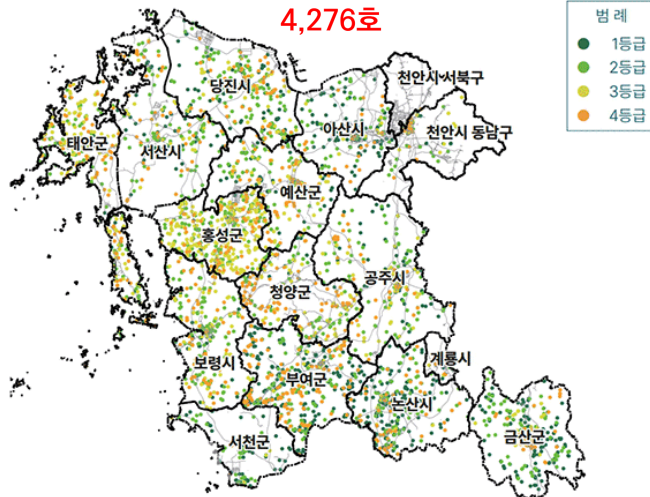 4,276호
범 례
1등급
2등급
3등급
4등급
천안시 서북구
당진시
아산시
천안시 동남구
태안군
서산시
예산군
홍성군
공주시
청양군
계룡시
보령시
부여군
논산시
서천군
금산군